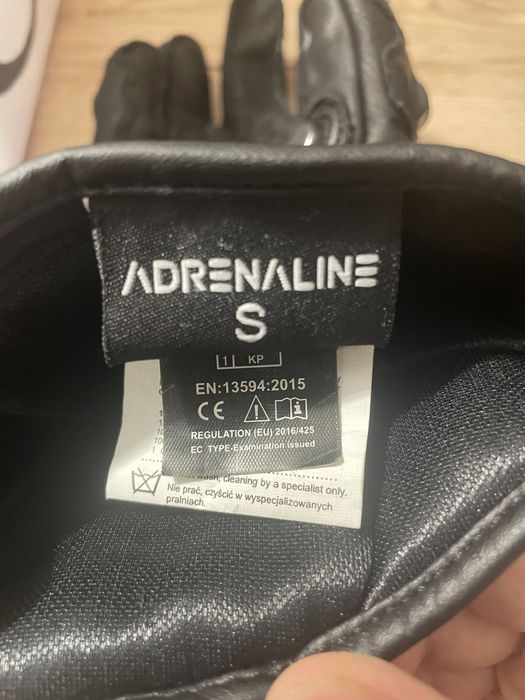 ADRENALINE
S
1 KP
EN:13594:2015
CE
REGULATION (EU) 2016/425
EC TYPE-Examination issued
wash, cleaning by a specialist only.
Nie prać, czyścić w wyspecjalizowanych
pralniach.